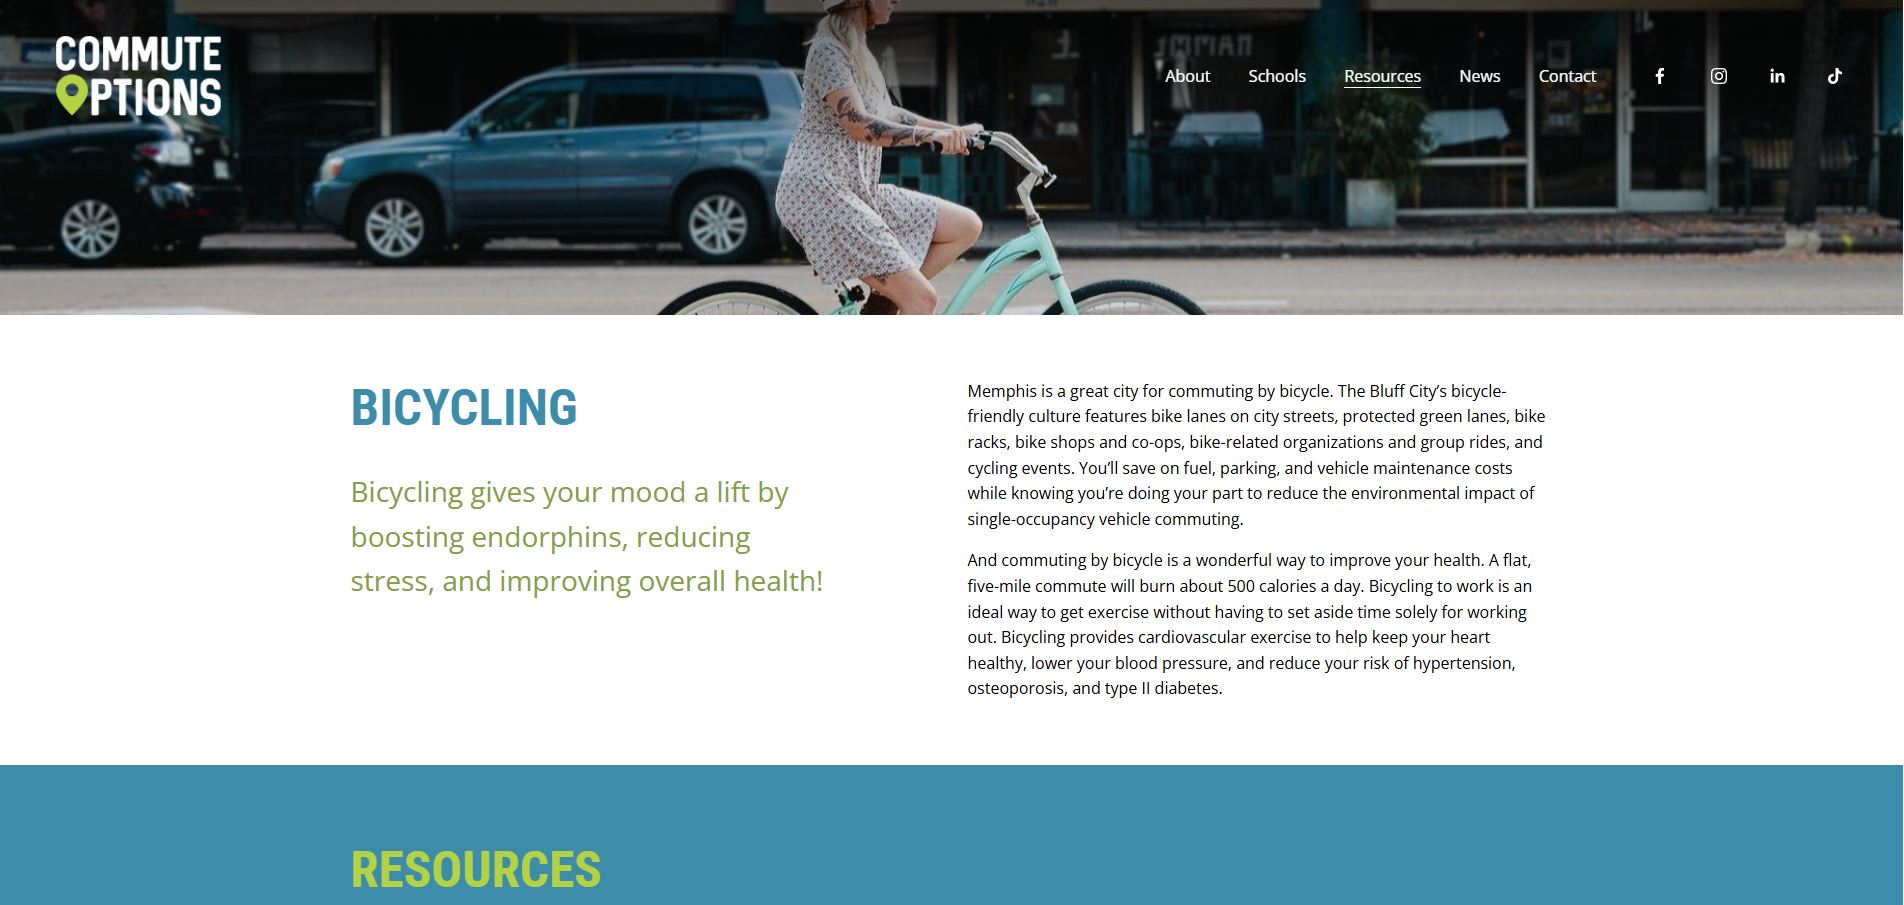 COMMUTE
OPTIONS
About Schools Resources News Contact
BICYCLING
Bicycling gives your mood a lift by
boosting endorphins, reducing
stress, and improving overall health!
Memphis is a great city for commuting by bicycle. The Bluff City’s bicycle-
friendly culture features bike lanes on city streets, protected green lanes, bike
racks, bike shops and co-ops, bike-related organizations and group rides, and
cycling events. You’ll save on fuel, parking, and vehicle maintenance costs
while knowing you’re doing your part to reduce the environmental impact of
single-occupancy vehicle commuting.
And commuting by bicycle is a wonderful way to improve your health. A flat,
five-mile commute will burn about 500 calories a day. Bicycling to work is an
ideal way to get exercise without having to set aside time solely for working
out. Bicycling provides cardiovascular exercise to help keep your heart
healthy, lower your blood pressure, and reduce your risk of hypertension,
osteoporosis, and type II diabetes.
RESOURCES